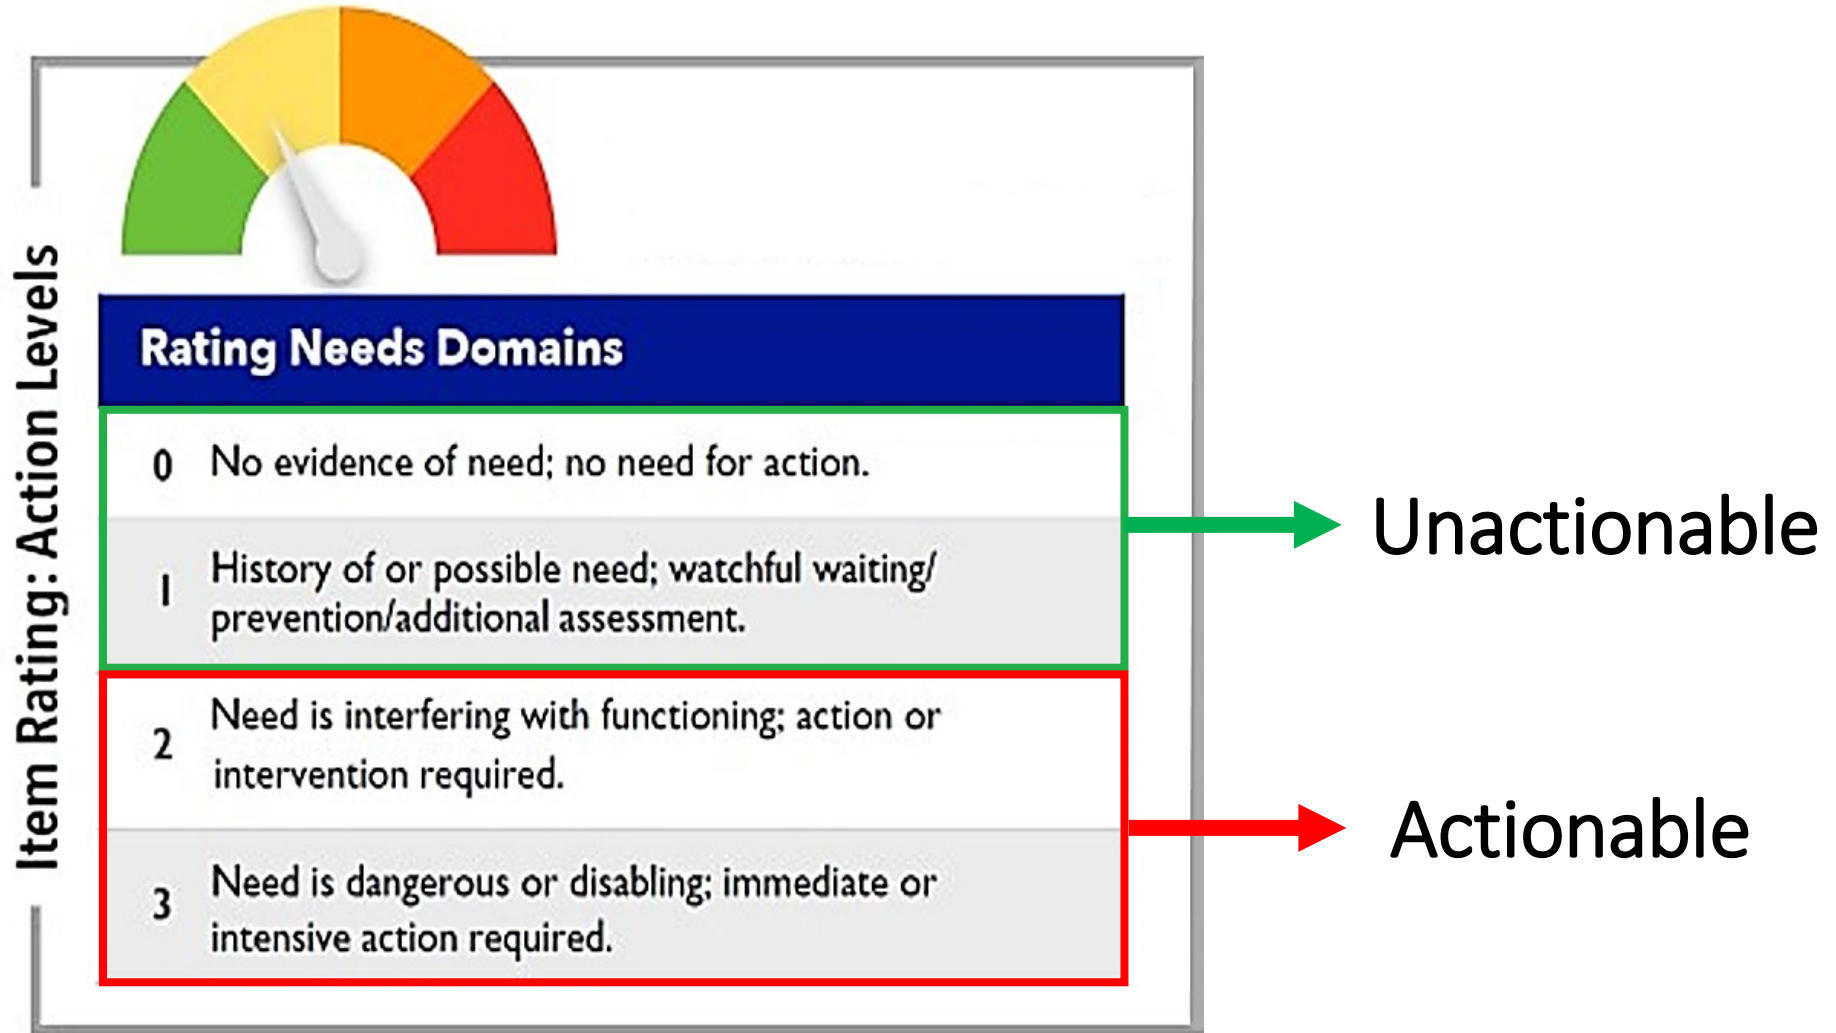 Item Rating: Action Levels
Rating Needs Domains
0 No evidence of need; no need for action.
1 History of or possible need; watchful waiting/
prevention/additional assessment.
2 Need is interfering with functioning; action or
intervention required.
3 Need is dangerous or disabling; immediate or
intensive action required.
Unactionable
Actionable